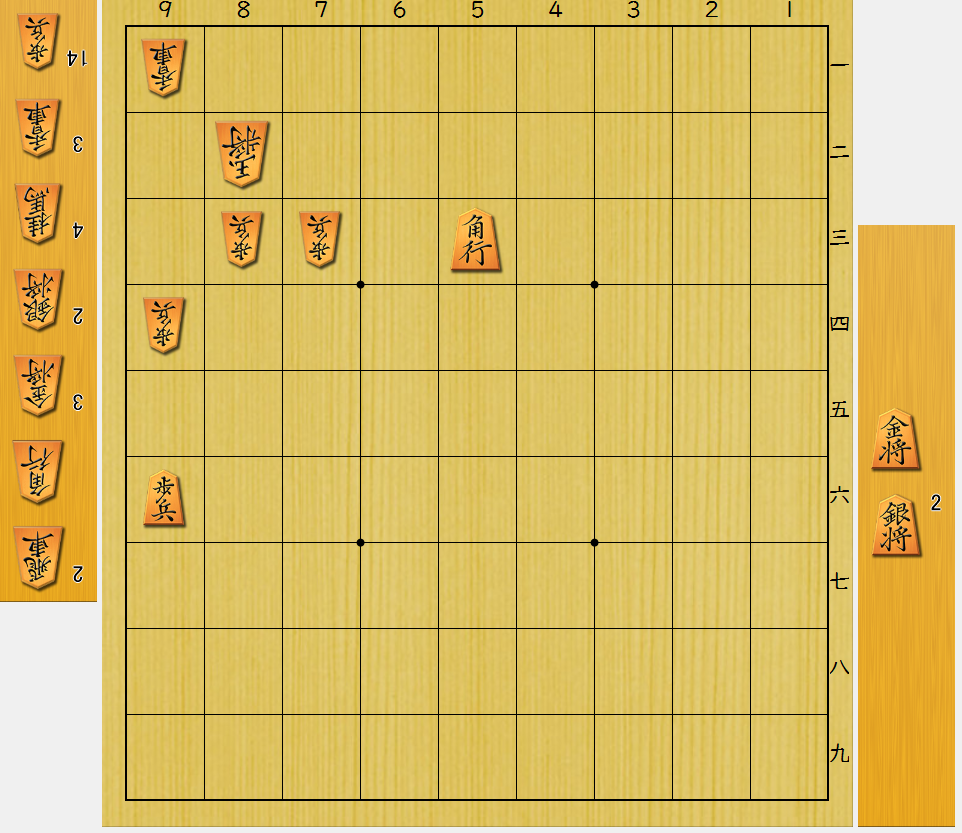 9 8 7 6 5 4 3 2 1
一
二
三
四
五
六
七
八
九
香車
玉将
歩兵
歩兵
角行
歩兵
歩兵
歩兵 14
香車 3
桂馬 4
銀将 2
金将 3
角行
飛車 2
金将
銀将 2